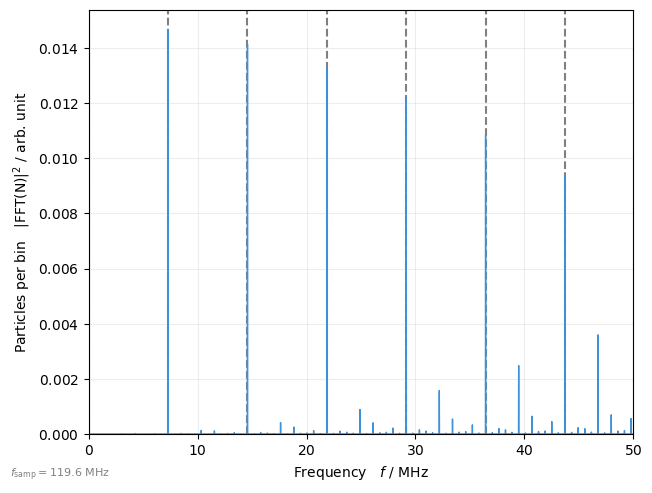 0.014
0.012
0.010
0.008
0.006
0.004
0.002
0.000
Particles per bin |FFT(N)|² / arb. unit
0 10 20 30 40 50
Frequency f / MHz
f_samp = 119.6 MHz